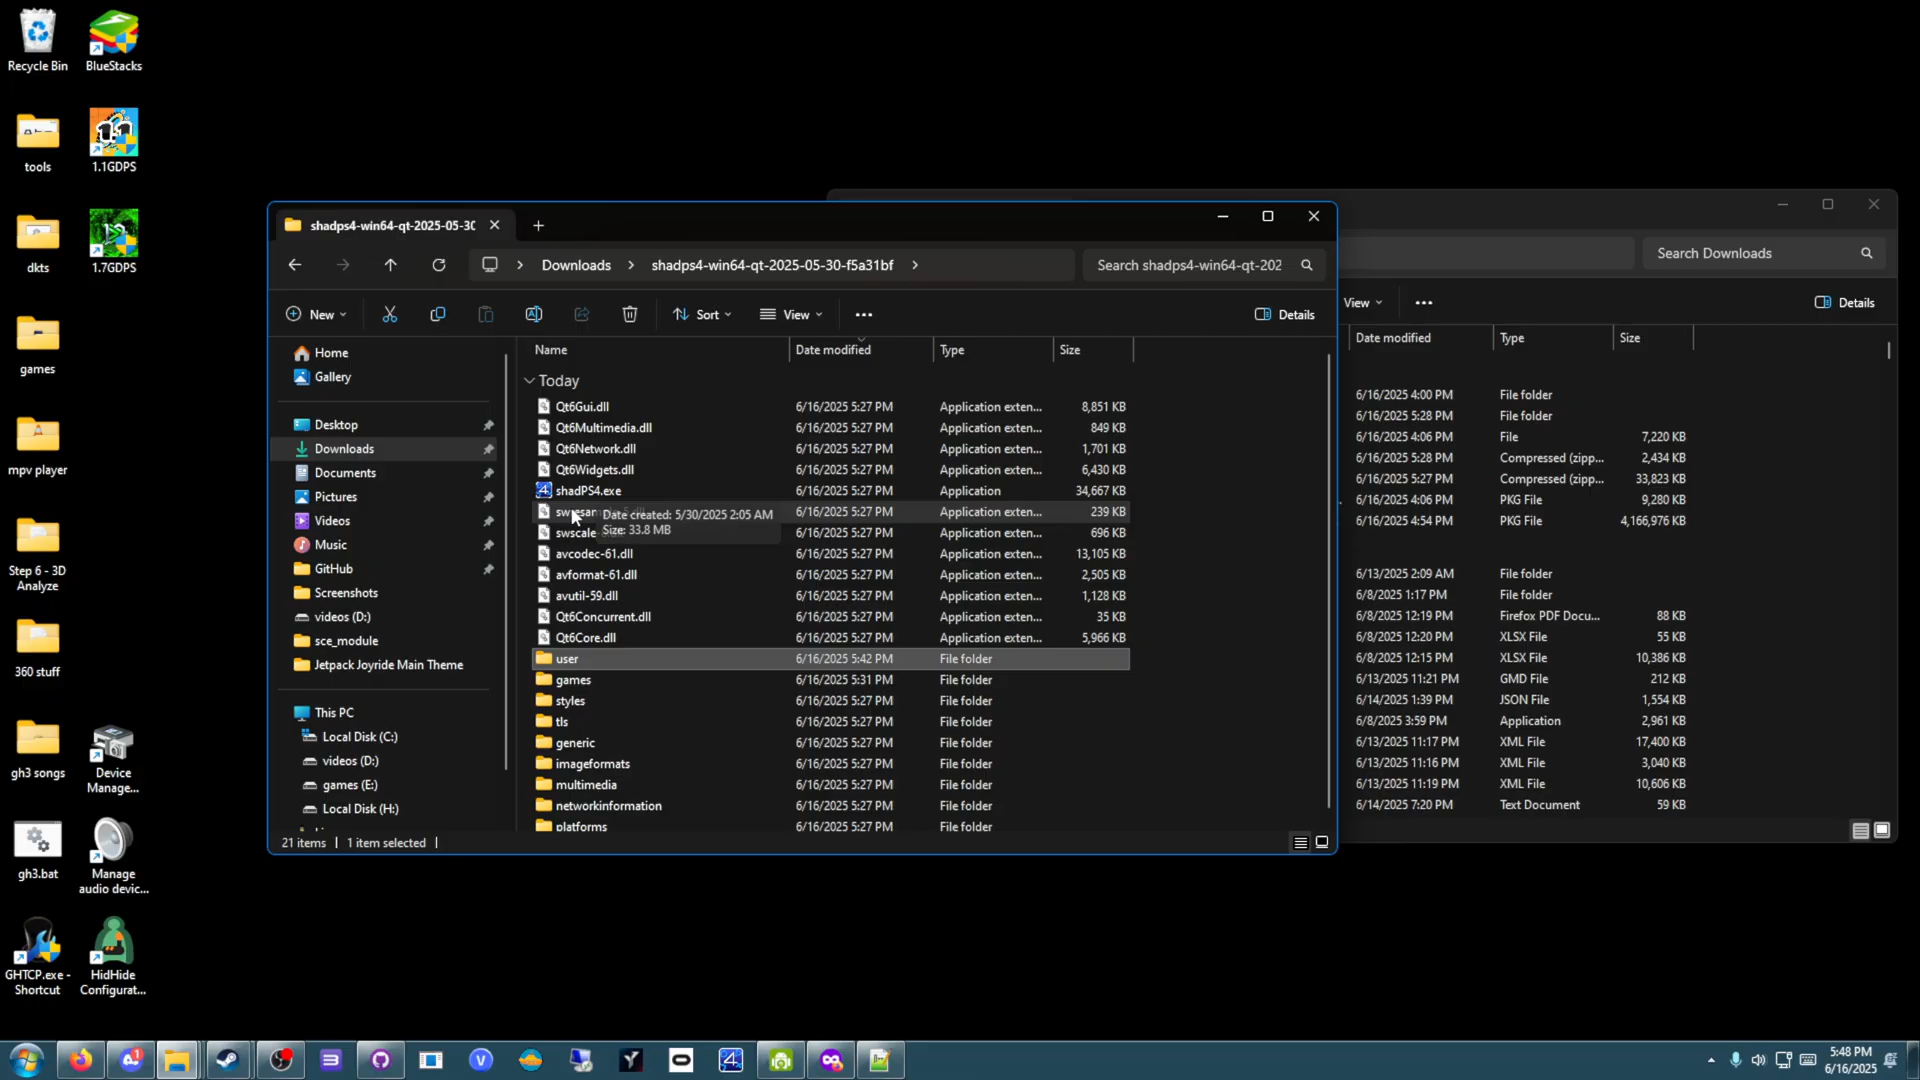 Recycle Bin
BlueStacks
tools
1.1GDPS
dkts
1.7GDPS
games
mpv player
Step 6 - 3D
Analyze
360 stuff
gh3 songs
Device
Manage...
gh3.bat
Manage
audio devic...
GHTCP.exe -
Shortcut
HidHide
Configurat...
shadps4-win64-qt-2025-05-30
Downloads
shadps4-win64-qt-2025-05-30-f5a31bf
Search shadps4-win64-qt-202
New
Sort
View
Details
Home
Gallery
Desktop
Downloads
Documents
Pictures
Videos
Music
GitHub
Screenshots
videos (D:)
sce_module
Jetpack Joyride Main Theme
This PC
Local Disk (C:)
videos (D:)
games (E:)
Local Disk (H:)
Name Date modified Type Size
Today
Qt6Gui.dll 6/16/2025 5:27 PM Application exten... 8,851 KB
Qt6Multimedia.dll 6/16/2025 5:27 PM Application exten... 849 KB
Qt6Network.dll 6/16/2025 5:27 PM Application exten... 1,701 KB
Qt6Widgets.dll 6/16/2025 5:27 PM Application exten... 6,430 KB
shadPS4.exe 6/16/2025 5:27 PM Application 34,667 KB
6/16/2025 5:27 PM Application exten... 239 KB
Date created: 5/30/2025 2:05 AM
Size: 33.8 MB
swscale 6/16/2025 5:27 PM Application exten... 696 KB
avcodec-61.dll 6/16/2025 5:27 PM Application exten... 13,105 KB
avformat-61.dll 6/16/2025 5:27 PM Application exten... 2,505 KB
avutil-59.dll 6/16/2025 5:27 PM Application exten... 1,128 KB
Qt6Concurrent.dll 6/16/2025 5:27 PM Application exten... 35 KB
Qt6Core.dll 6/16/2025 5:27 PM Application exten... 5,966 KB
user 6/16/2025 5:42 PM File folder
games 6/16/2025 5:31 PM File folder
styles 6/16/2025 5:27 PM File folder
tls 6/16/2025 5:27 PM File folder
generic 6/16/2025 5:27 PM File folder
imageformats 6/16/2025 5:27 PM File folder
multimedia 6/16/2025 5:27 PM File folder
networkinformation 6/16/2025 5:27 PM File folder
platforms 6/16/2025 5:27 PM File folder
21 items 1 item selected
Search Downloads
View
Details
Date modified Type Size
6/16/2025 4:00 PM File folder
6/16/2025 5:28 PM File folder
6/16/2025 4:06 PM File 7,220 KB
6/16/2025 5:28 PM Compressed (zipp... 2,434 KB
6/16/2025 5:27 PM Compressed (zipp... 33,823 KB
6/16/2025 4:06 PM PKG File 9,280 KB
6/16/2025 4:54 PM PKG File 4,166,976 KB
6/13/2025 2:09 AM File folder
6/8/2025 1:17 PM File folder
6/8/2025 12:19 PM Firefox PDF Docu... 88 KB
6/8/2025 12:20 PM XLSX File 55 KB
6/8/2025 12:15 PM XLSX File 10,386 KB
6/13/2025 11:21 PM GMD File 212 KB
6/14/2025 1:39 PM JSON File 1,554 KB
6/8/2025 3:59 PM Application 2,961 KB
6/13/2025 11:17 PM XML File 17,400 KB
6/13/2025 11:16 PM XML File 3,040 KB
6/13/2025 11:19 PM XML File 10,606 KB
6/14/2025 7:20 PM Text Document 59 KB
5:48 PM
6/16/2025